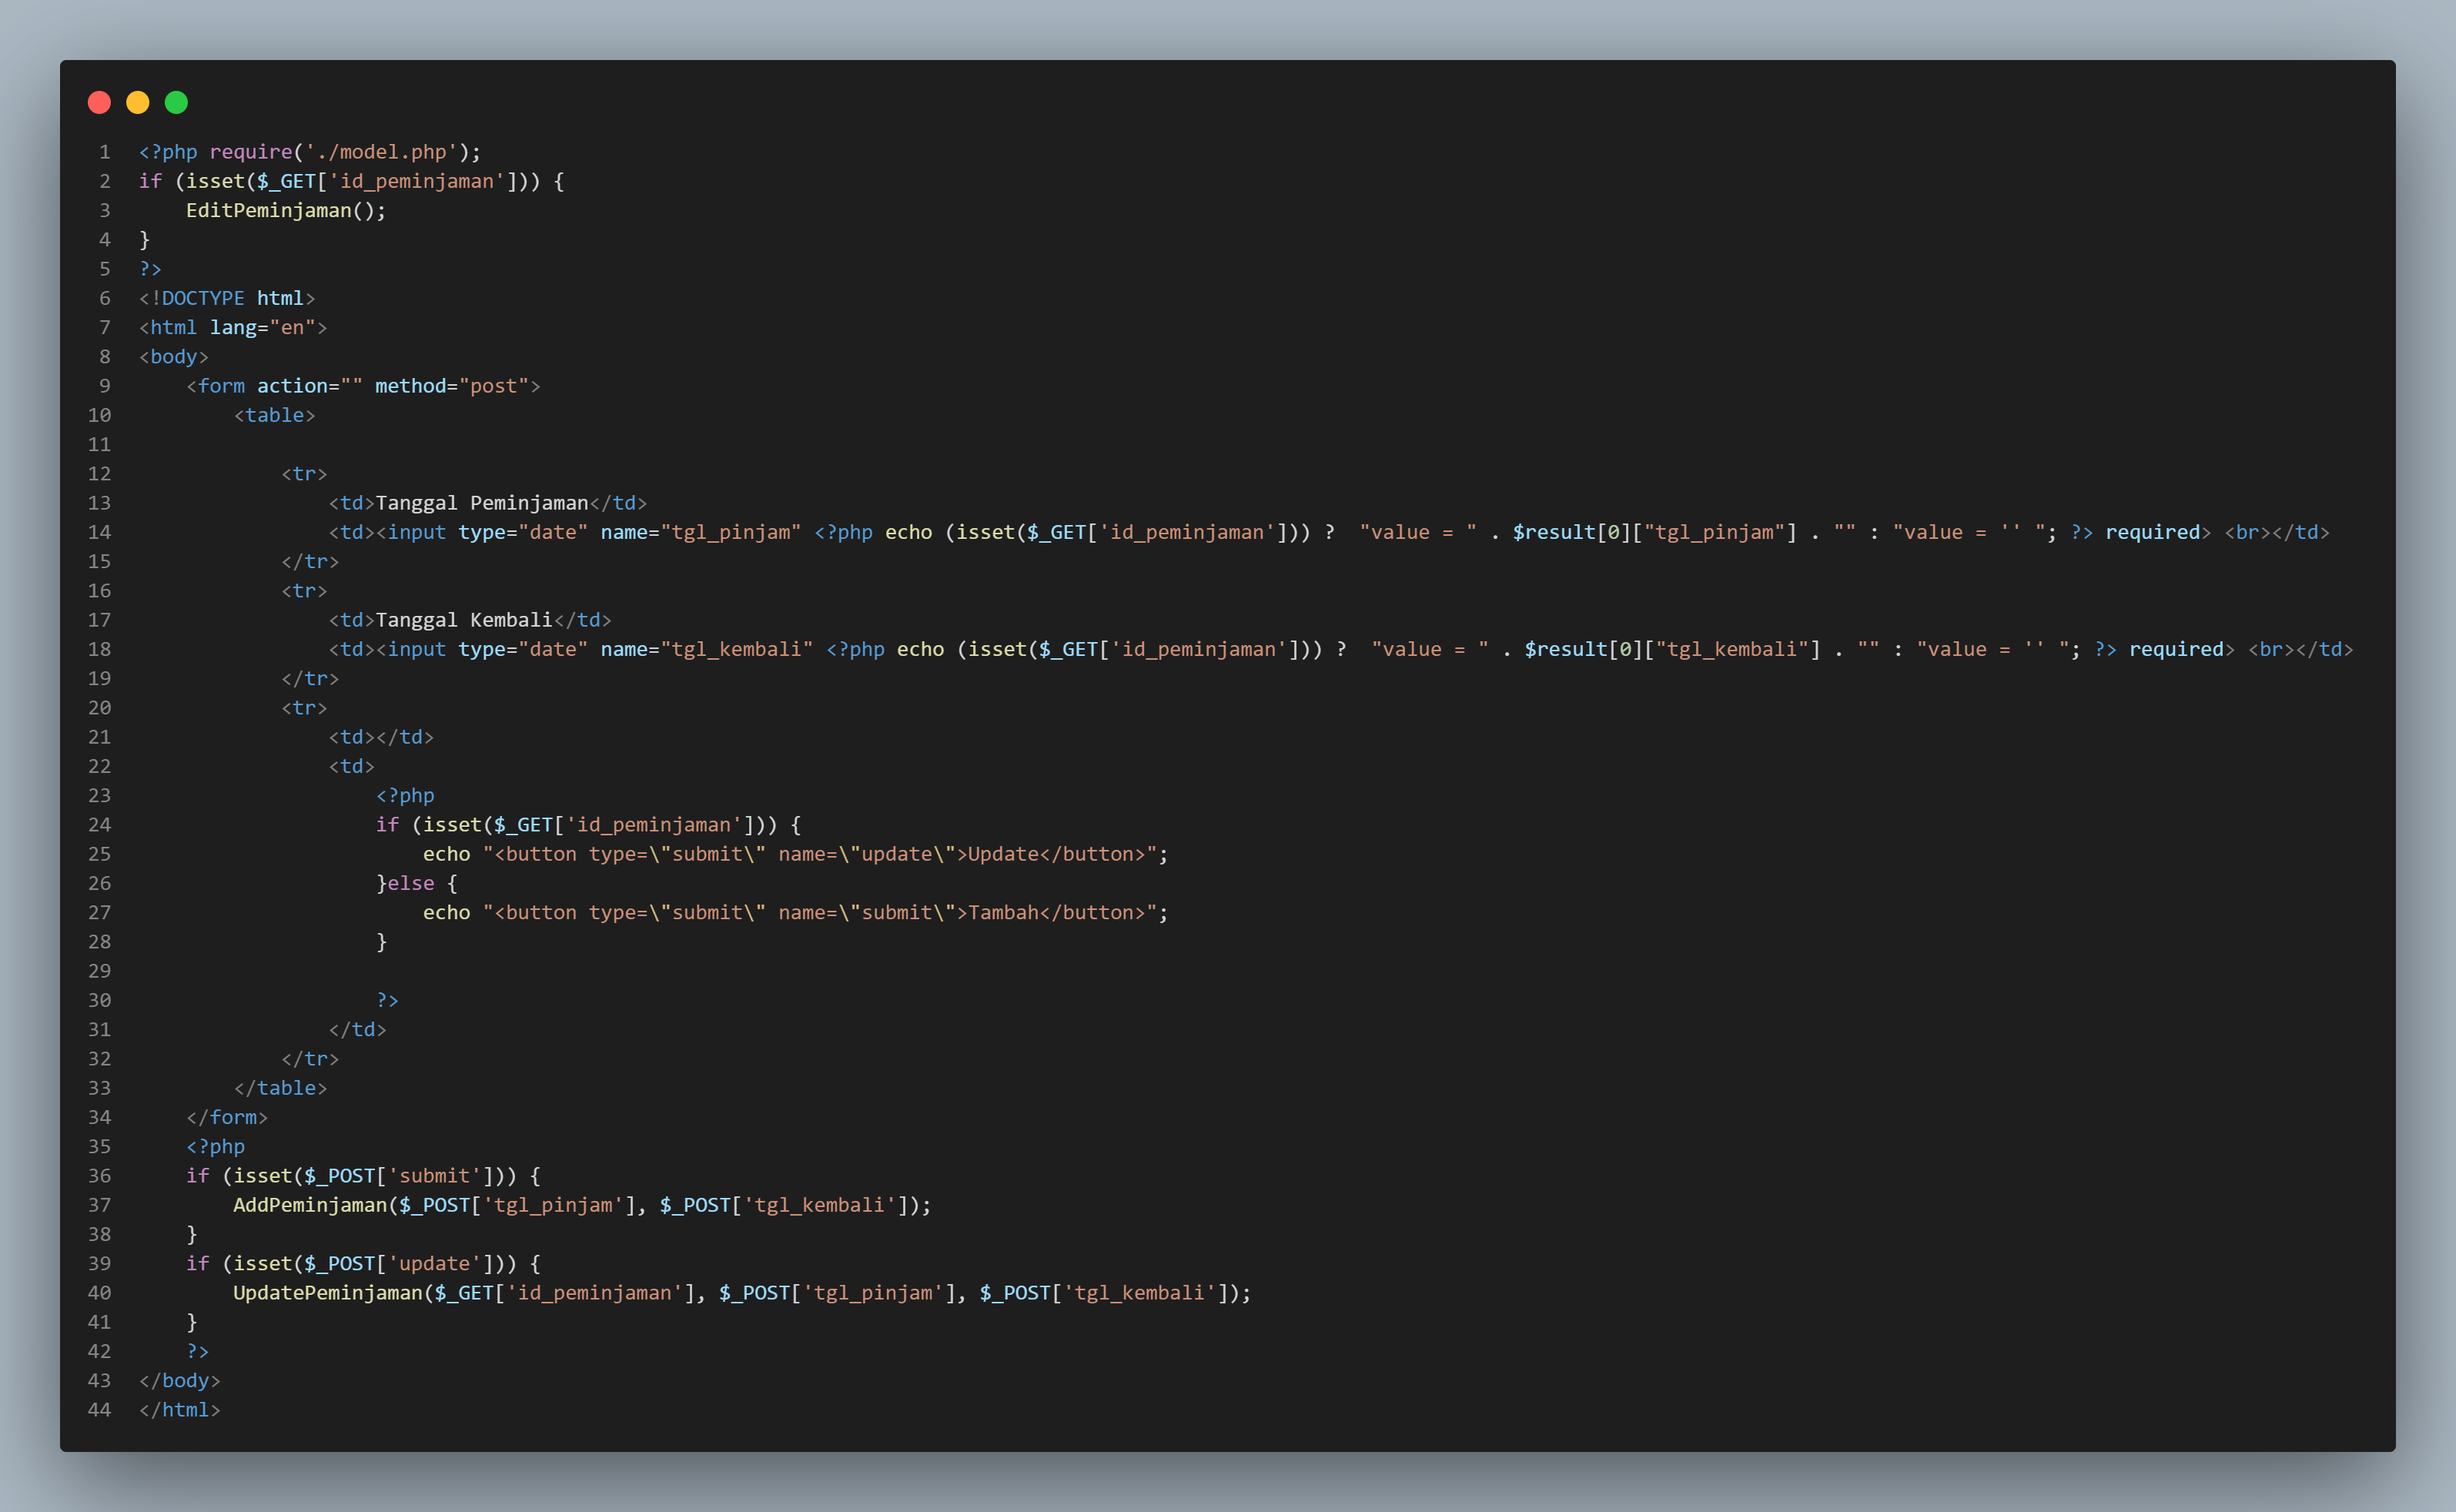 1 <?php require('./model.php');
2 if (isset($_GET['id_peminjaman'])) {
3     EditPeminjaman();
4 }
5 ?>
6 <!DOCTYPE html>
7 <html lang="en">
8 <body>
9     <form action="" method="post">
10         <table>
11
12             <tr>
13                 <td>Tanggal Peminjaman</td>
14                 <td><input type="date" name="tgl_pinjam" <?php echo (isset($_GET['id_peminjaman'])) ?  "value = " . $result[0]["tgl_pinjam"] . "" : "value = '' "; ?> required> <br></td>
15             </tr>
16             <tr>
17                 <td>Tanggal Kembali</td>
18                 <td><input type="date" name="tgl_kembali" <?php echo (isset($_GET['id_peminjaman'])) ?  "value = " . $result[0]["tgl_kembali"] . "" : "value = '' "; ?> required> <br></td>
19             </tr>
20             <tr>
21                 <td></td>
22                 <td>
23                     <?php
24                     if (isset($_GET['id_peminjaman'])) {
25                         echo "<button type=\"submit\" name=\"update\">Update</button>";
26                     }else {
27                         echo "<button type=\"submit\" name=\"submit\">Tambah</button>";
28                     }
29
30                     ?>
31                 </td>
32             </tr>
33         </table>
34     </form>
35     <?php
36     if (isset($_POST['submit'])) {
37         AddPeminjaman($_POST['tgl_pinjam'], $_POST['tgl_kembali']);
38     }
39     if (isset($_POST['update'])) {
40         UpdatePeminjaman($_GET['id_peminjaman'], $_POST['tgl_pinjam'], $_POST['tgl_kembali']);
41     }
42     ?>
43 </body>
44 </html>